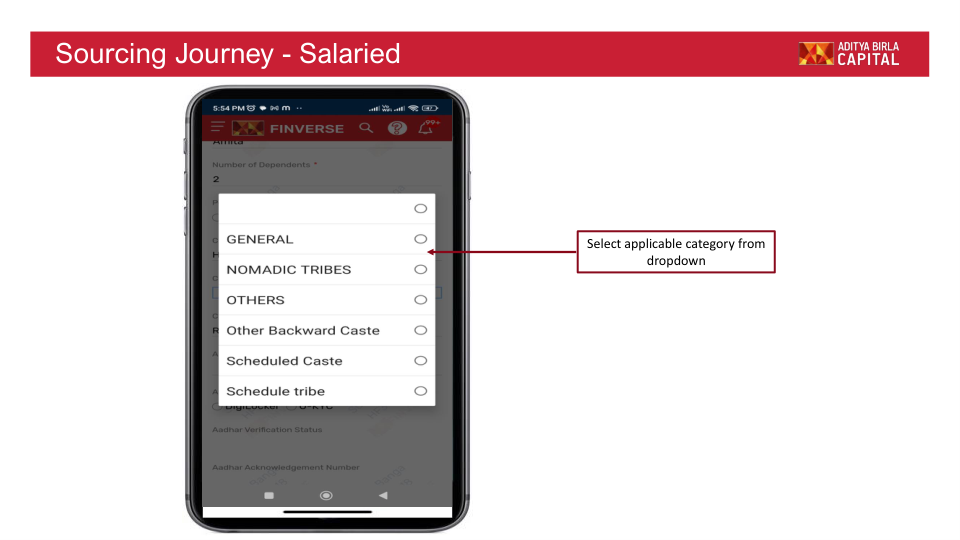 Sourcing Journey - Salaried
ADITYA BIRLA
CAPITAL
5:54 PM
FINVERSE
99+
Amita
Number of Dependents *
2
GENERAL
NOMADIC TRIBES
OTHERS
Other Backward Caste
Scheduled Caste
Schedule tribe
DigiLocker
Aadhar Verification Status
Aadhar Acknowledgement Number
Select applicable category from
dropdown